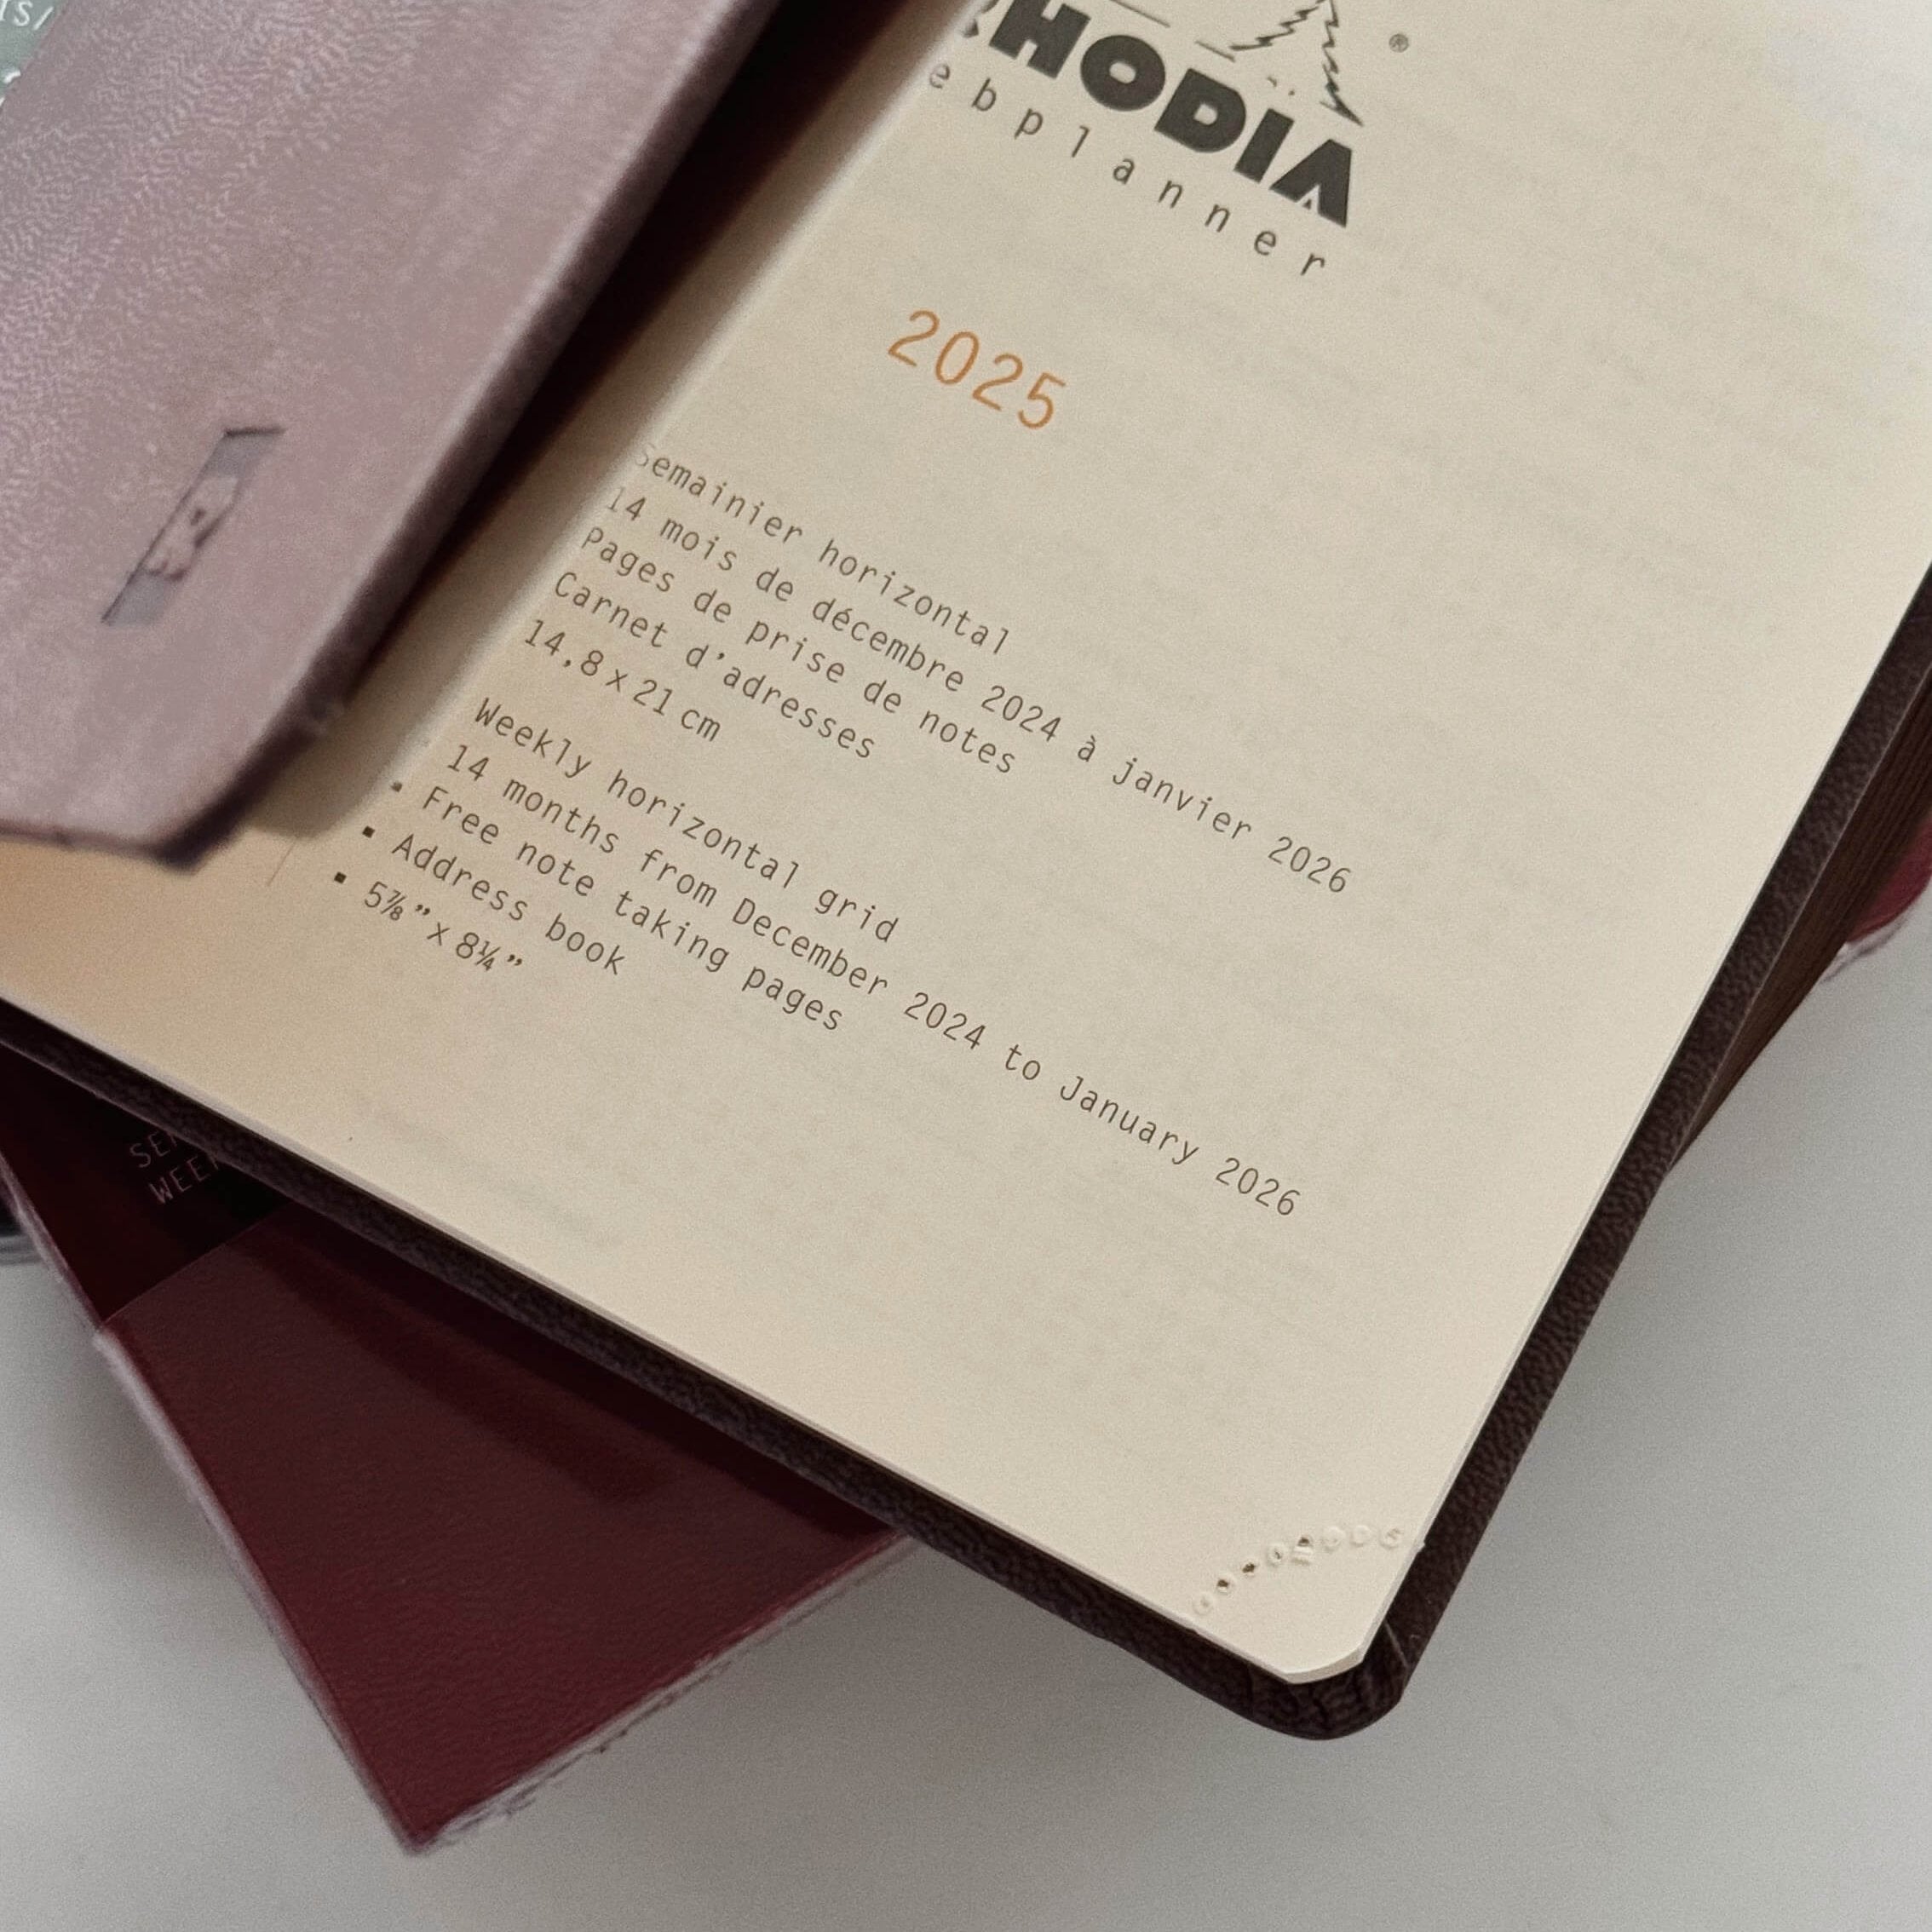 RHODIA
®
ebplanner
2025
Semainier horizontal
14 mois de décembre 2024 à janvier 2026
Pages de prise de notes
Carnet d’adresses
14,8 x 21 cm
Weekly horizontal grid
14 months from December 2024 to January 2026
▪ Free note taking pages
▪ Address book
▪ 5⅞” x 8¼”